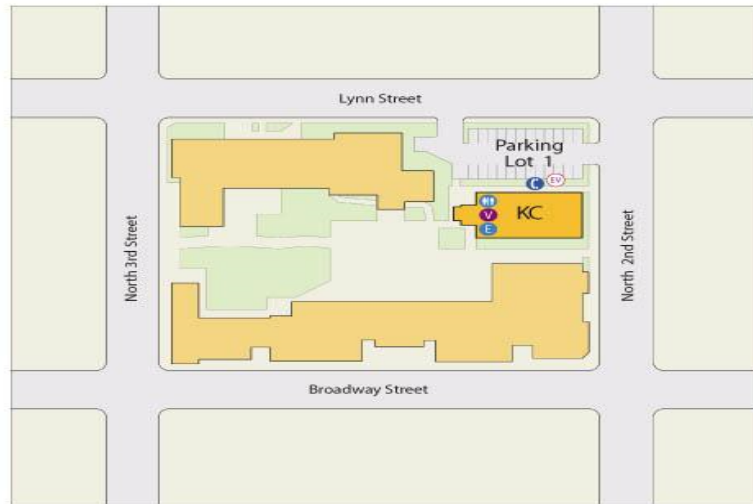 Lynn Street
Parking
Lot 1
C
EV
V
KC
E
North 3rd Street
North 2nd Street
Broadway Street